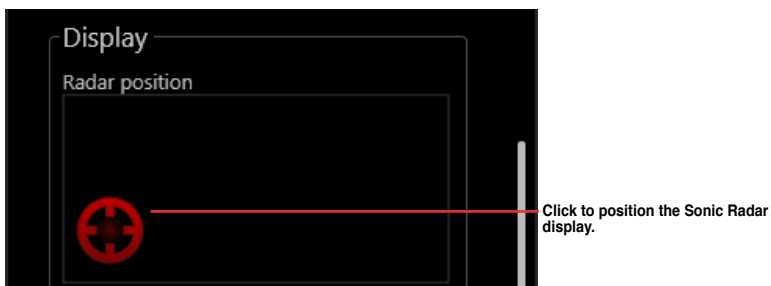 Display
Radar position
Click to position the Sonic Radar
display.